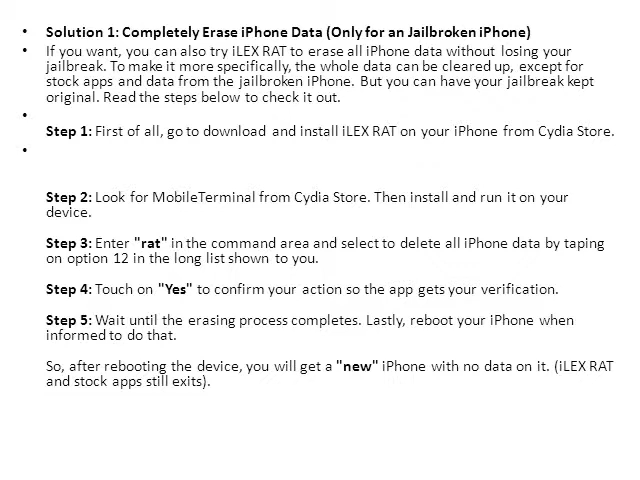 • Solution 1: Completely Erase iPhone Data (Only for an Jailbroken iPhone)
• If you want, you can also try iLEX RAT to erase all iPhone data without losing your
jailbreak. To make it more specifically, the whole data can be cleared up, except for
stock apps and data from the jailbroken iPhone. But you can have your jailbreak kept
original. Read the steps below to check it out.
•
Step 1: First of all, go to download and install iLEX RAT on your iPhone from Cydia Store.
•
Step 2: Look for MobileTerminal from Cydia Store. Then install and run it on your
device.
Step 3: Enter "rat" in the command area and select to delete all iPhone data by taping
on option 12 in the long list shown to you.
Step 4: Touch on "Yes" to confirm your action so the app gets your verification.
Step 5: Wait until the erasing process completes. Lastly, reboot your iPhone when
informed to do that.
So, after rebooting the device, you will get a "new" iPhone with no data on it. (iLEX RAT
and stock apps still exits).